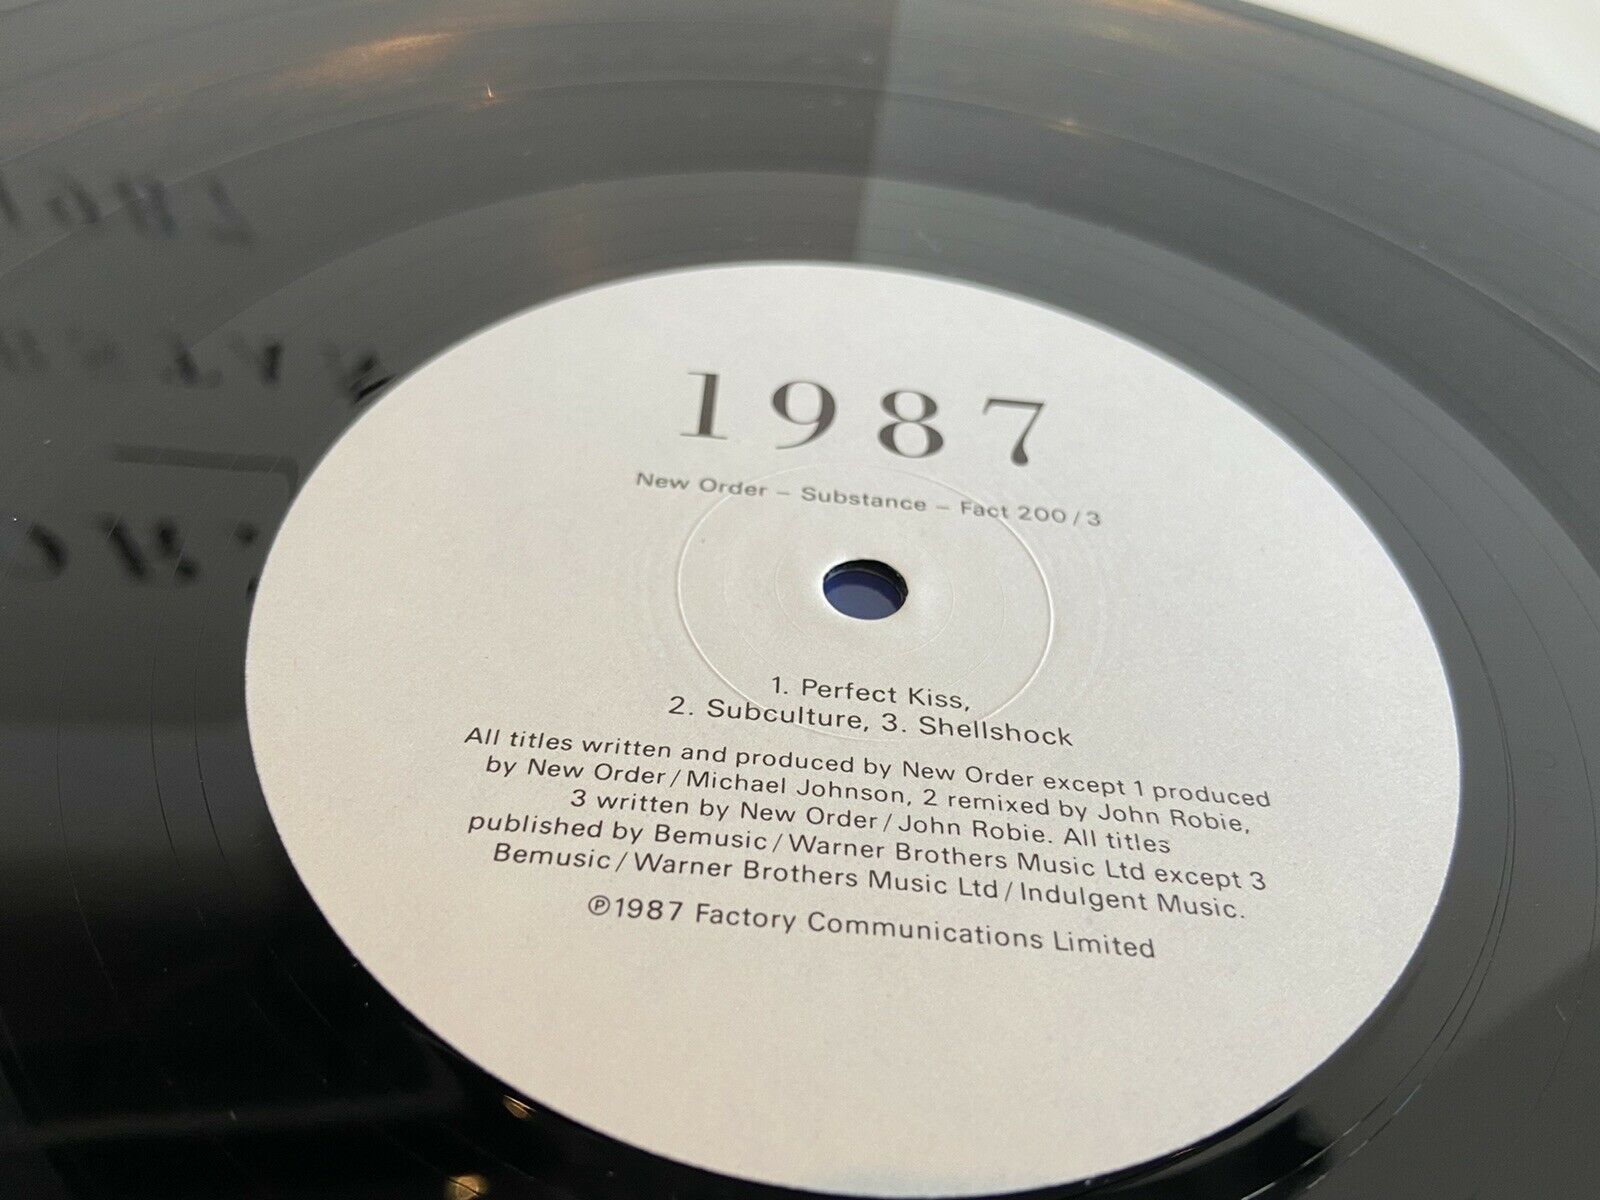 1987
New Order – Substance – Fact 200/3
1. Perfect Kiss,
2. Subculture, 3. Shellshock
All titles written and produced by New Order except 1 produced
by New Order/Michael Johnson, 2 remixed by John Robie,
3 written by New Order/John Robie. All titles
published by Bemusic/Warner Brothers Music Ltd except 3
Bemusic/Warner Brothers Music Ltd/Indulgent Music.
℗1987 Factory Communications Limited